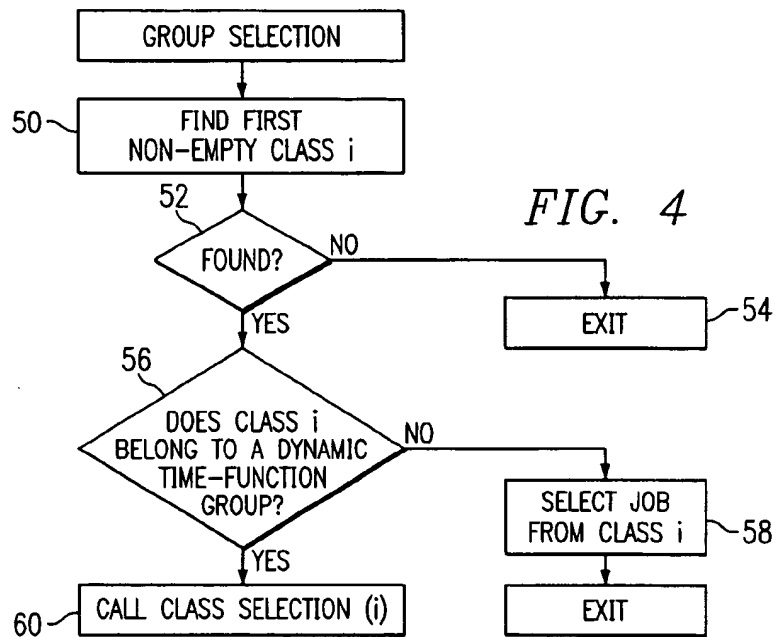 GROUP SELECTION
50
FIND FIRST
NON-EMPTY CLASS i
52
FIG. 4
FOUND?
NO
YES
EXIT
54
56
DOES CLASS i
BELONG TO A DYNAMIC
TIME-FUNCTION
GROUP?
NO
YES
SELECT JOB
FROM CLASS i
58
60
CALL CLASS SELECTION (i)
EXIT